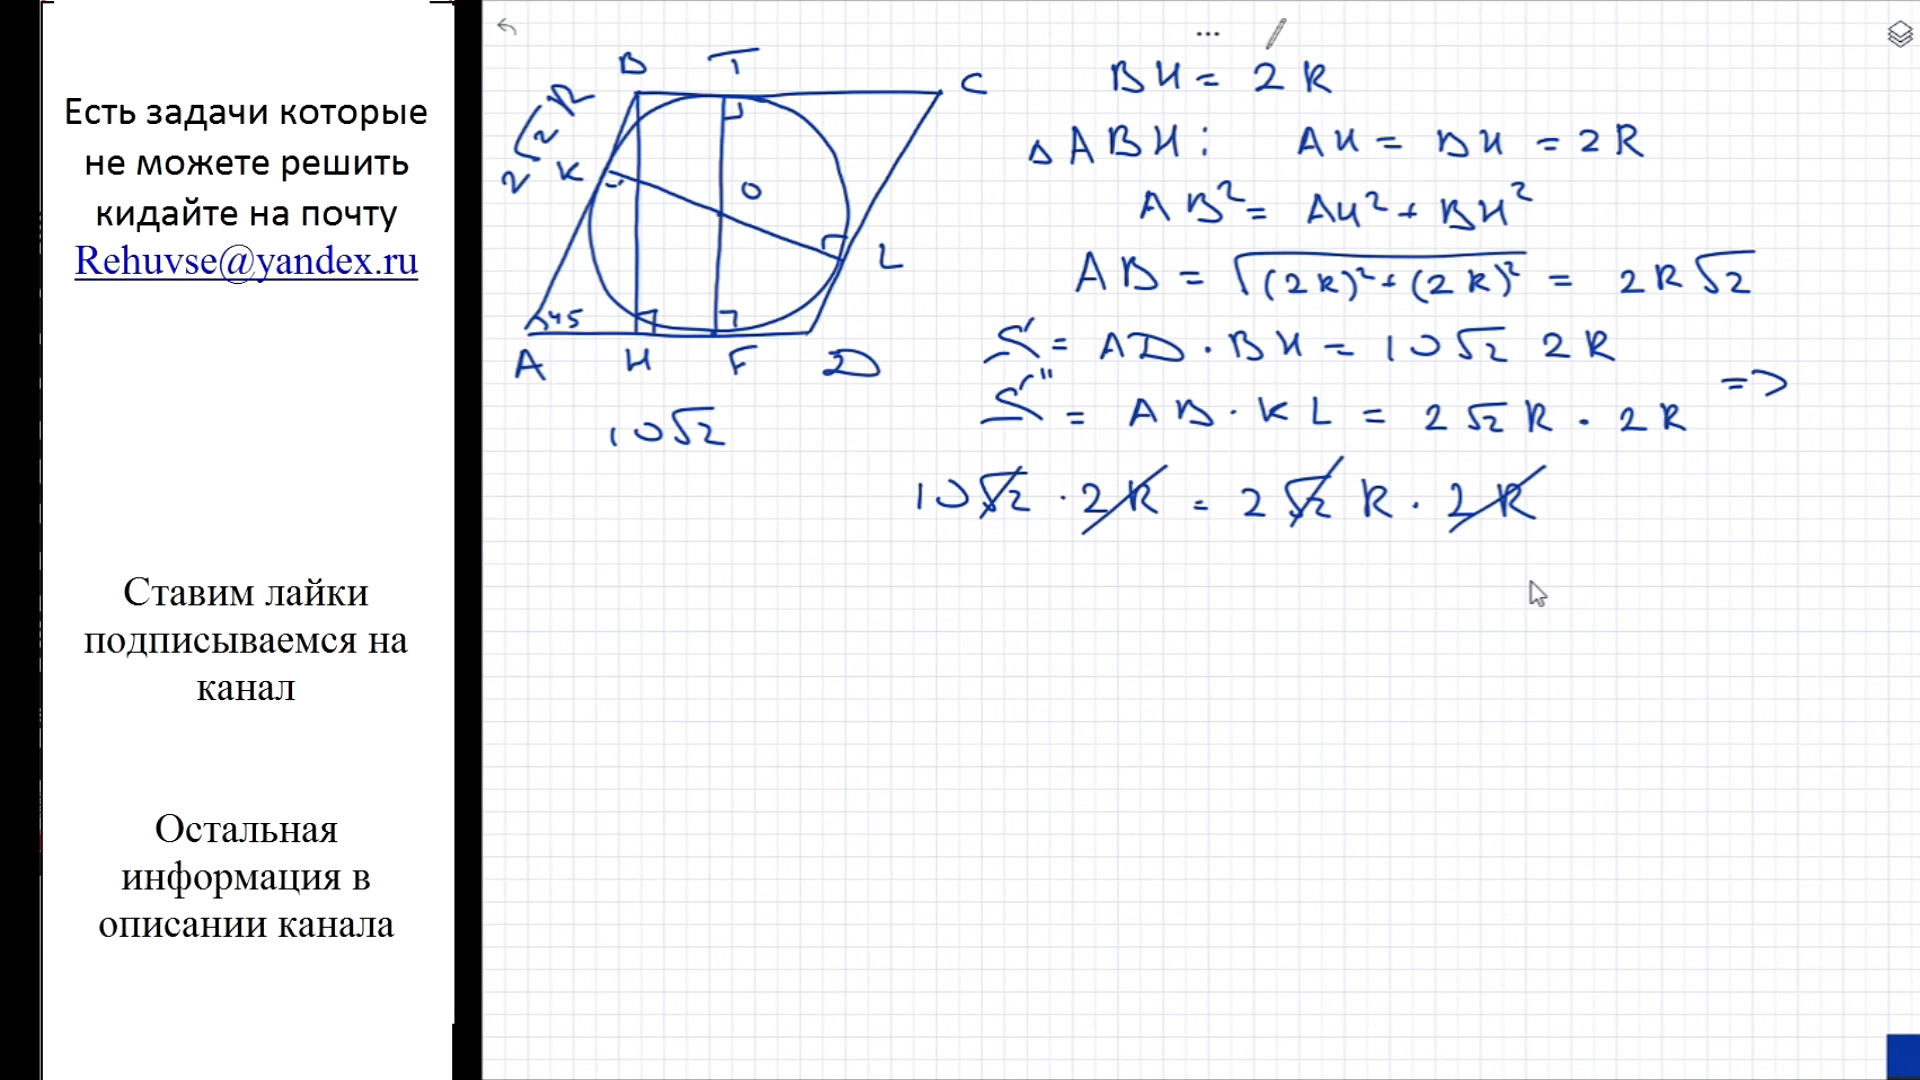 Есть задачи которые
не можете решить
кидайте на почту
Rehuvse@yandex.ru
Ставим лайки
подписываемся на
канал
Остальная
информация в
описании канала
B T C
2√2R
K O L
45
A H F D
10√2
BH = 2R
△ABH: AH = BH = 2R
AB² = AH² + BH²
AB = √(2R)² + (2R)² = 2R√2
S' = AD · BH = 10√2 2R
S'' = AB · KL = 2√2 R · 2R =>
10√2 · 2R = 2√2 R · 2R